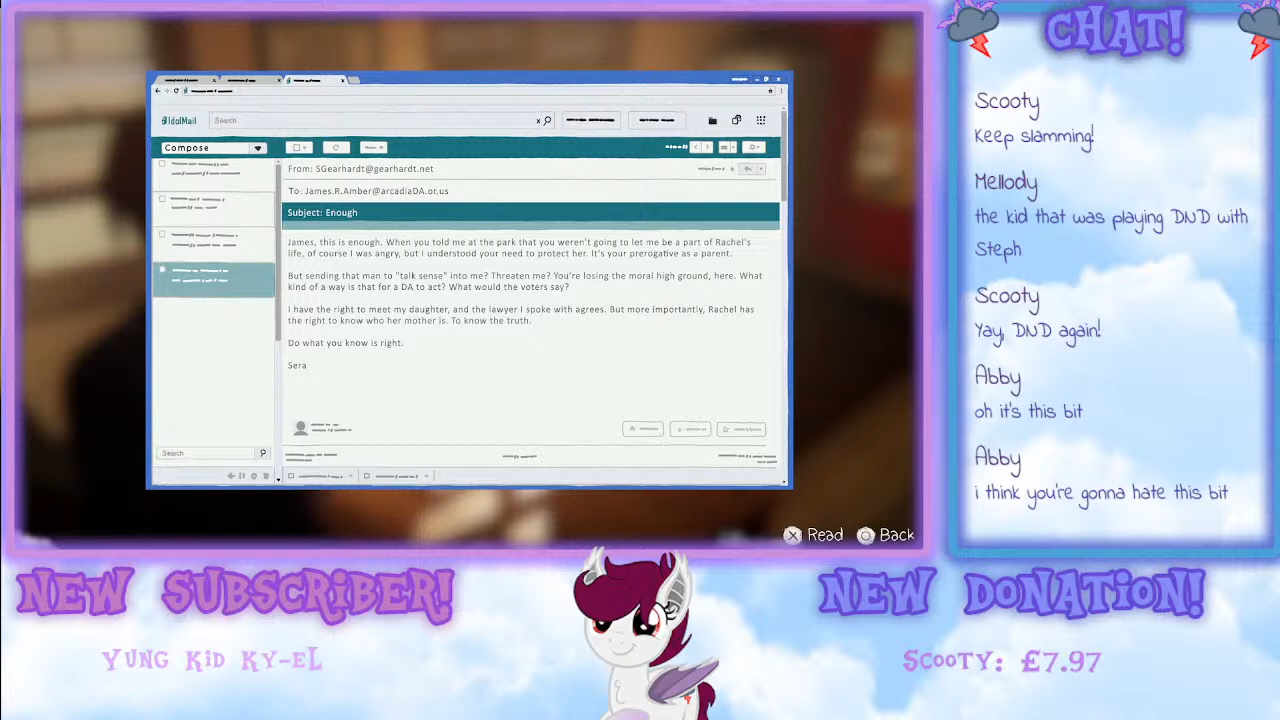 CHAT!
IdolMail
Search
Compose
From: SGearhardt@gearhardt.net
To: James.R.Amber@arcadiaDA.or.us
Subject: Enough
James, this is enough. When you told me at the park that you weren't going to let me be a part of Rachel's
life, of course I was angry, but I understood your need to protect her. It's your prerogative as a parent.
But sending that man to "talk sense" into me? Threaten me? You're losing the moral high ground, here. What
kind of a way is that for a DA to act? What would the voters say?
I have the right to meet my daughter, and the lawyer I spoke with agrees. But more importantly, Rachel has
the right to know who her mother is. To know the truth.
Do what you know is right.
Sera
Search
Read
Back
Scooty
Keep slamming!
Mellody
the kid that was playing DND with
Steph
Scooty
Yay, DND again!
Abby
oh it's this bit
Abby
i think you're gonna hate this bit
NEW SUBSCRIBER!
YUNG KID KY-EL
NEW DONATION!
SCOOTY: £7.97